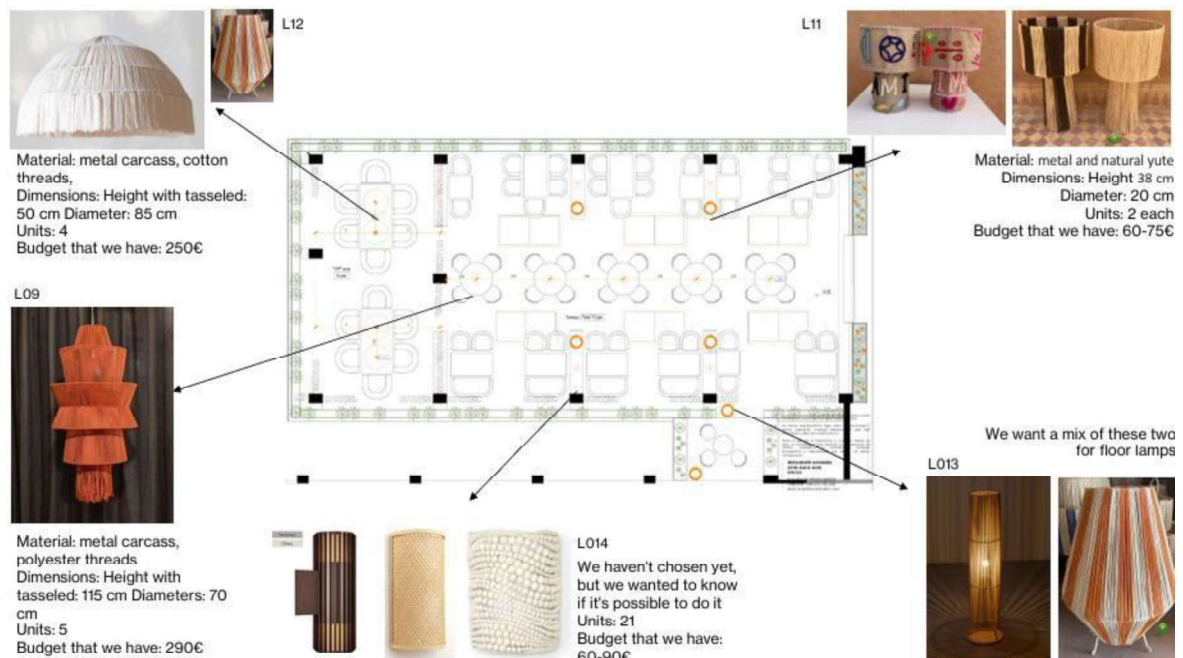 L12
Material: metal carcass, cotton
threads,
Dimensions: Height with tasseled:
50 cm Diameter: 85 cm
Units: 4
Budget that we have: 250€
L11
Material: metal and natural yute
Dimensions: Height 38 cm
Diameter: 20 cm
Units: 2 each
Budget that we have: 60-75€
L09
Material: metal carcass,
polyester threads
Dimensions: Height with
tasseled: 115 cm Diameters: 70
cm
Units: 5
Budget that we have: 290€
L014
We haven't chosen yet,
but we wanted to know
if it's possible to do it
Units: 21
Budget that we have:
60-90€
We want a mix of these two
for floor lamps
L013